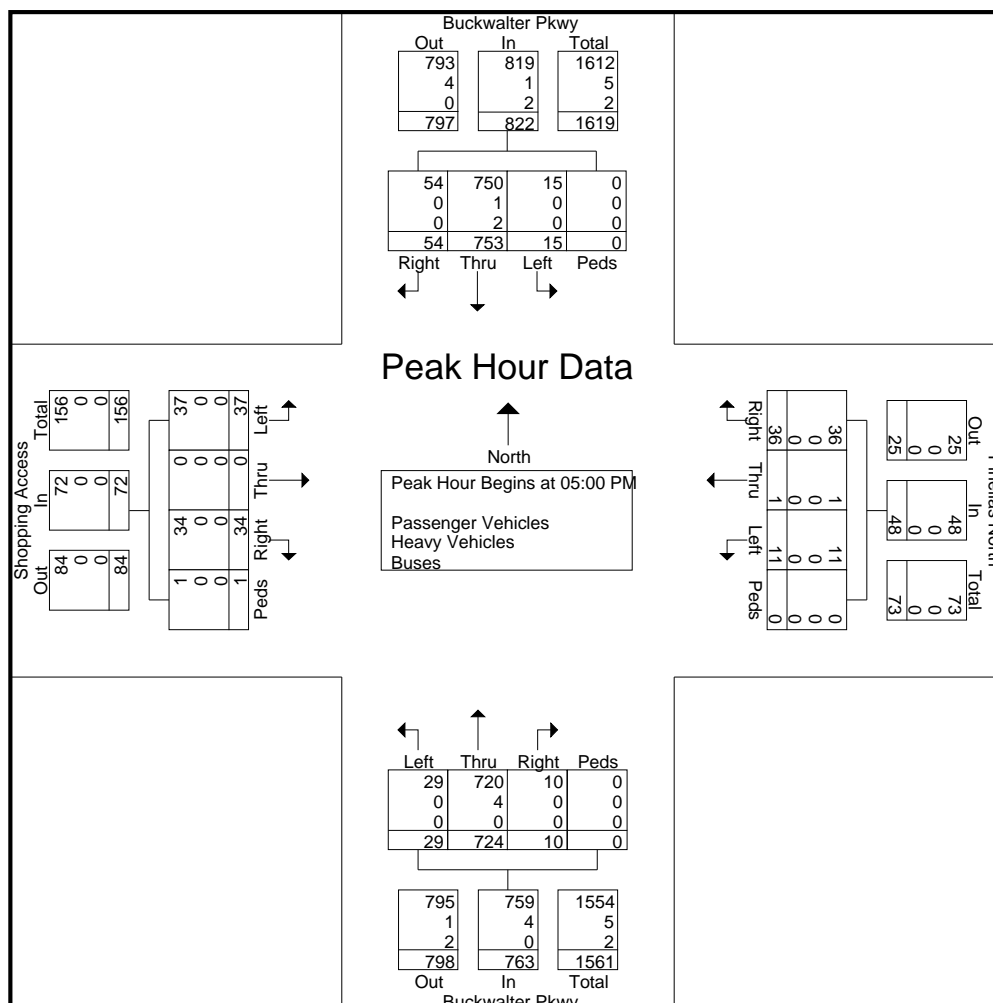 Buckwalter Pkwy
Out In Total
793 819 1612
4 1 5
0 2 2
797 822 1619
54 750 15 0
0 1 0 0
0 2 0 0
54 753 15 0
Right Thru Left Peds
Peak Hour Data
North
Peak Hour Begins at 05:00 PM
Passenger Vehicles
Heavy Vehicles
Buses
Shopping Access
Out In Total
84 72 156
0 0 0
0 0 0
84 72 156
Peds Right Thru Left
1 34 0 37
0 0 0 0
0 0 0 0
1 34 0 37
North
Out In Total
25 48 73
0 0 0
0 0 0
25 48 73
36 1 11 0
0 0 0 0
0 0 0 0
36 1 11 0
Right Thru Left Peds
Left Thru Right Peds
29 720 10 0
0 4 0 0
0 0 0 0
29 724 10 0
795 759 1554
1 4 5
2 0 2
798 763 1561
Out In Total
Buckwalter Pkwy